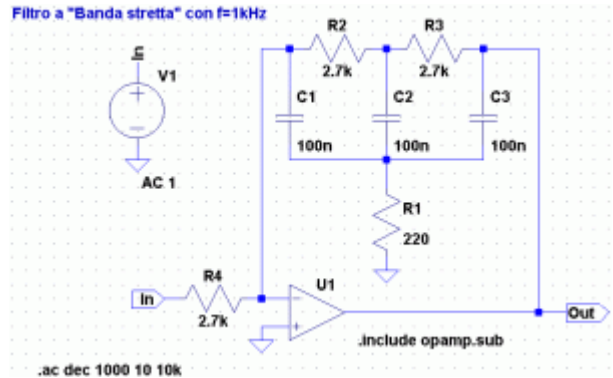 Filtro a "Banda stretta" con f=1kHz
In
V1
AC 1
R2
2.7k
R3
2.7k
C1
100n
C2
100n
C3
100n
R1
220
R4
2.7k
In
U1
Out
.include opamp.sub
.ac dec 1000 10 10k